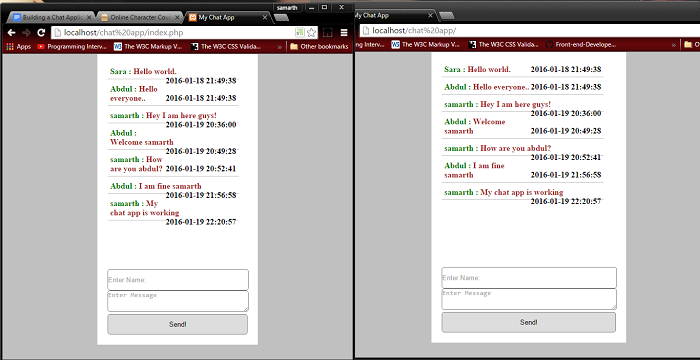 samarth
Building a Chat Applic
Online Character Cou
My Chat App
localhost/chat%20app/index.php
Apps
Programming Interv...
The W3C Markup V...
The W3C CSS Valida...
»
Other bookmarks
Sara : Hello world.
2016-01-18 21:49:38
Abdul : Hello
everyone.. 2016-01-18 21:49:38
samarth : Hey I am here guys!
2016-01-19 20:36:00
Abdul :
Welcome samarth
2016-01-19 20:49:28
samarth : How
are you abdul? 2016-01-19 20:52:41
Abdul : I am fine samarth
2016-01-19 21:56:58
samarth : My
chat app is working
2016-01-19 22:20:57
Enter Name:
Enter Message
Send!
My Chat App
localhost/chat%20app/
ng Interv...
The W3C Markup V...
The W3C CSS Valida...
Front-end-Develope...
»
O
Sara : Hello world. 2016-01-18 21:49:38
Abdul : Hello everyone.. 2016-01-18 21:49:38
samarth : Hey I am here guys!
2016-01-19 20:36:00
Abdul : Welcome
samarth 2016-01-19 20:49:28
samarth : How are you abdul?
2016-01-19 20:52:41
Abdul : I am fine
samarth 2016-01-19 21:56:58
samarth : My chat app is working
2016-01-19 22:20:57
Enter Name:
Enter Message
Send!